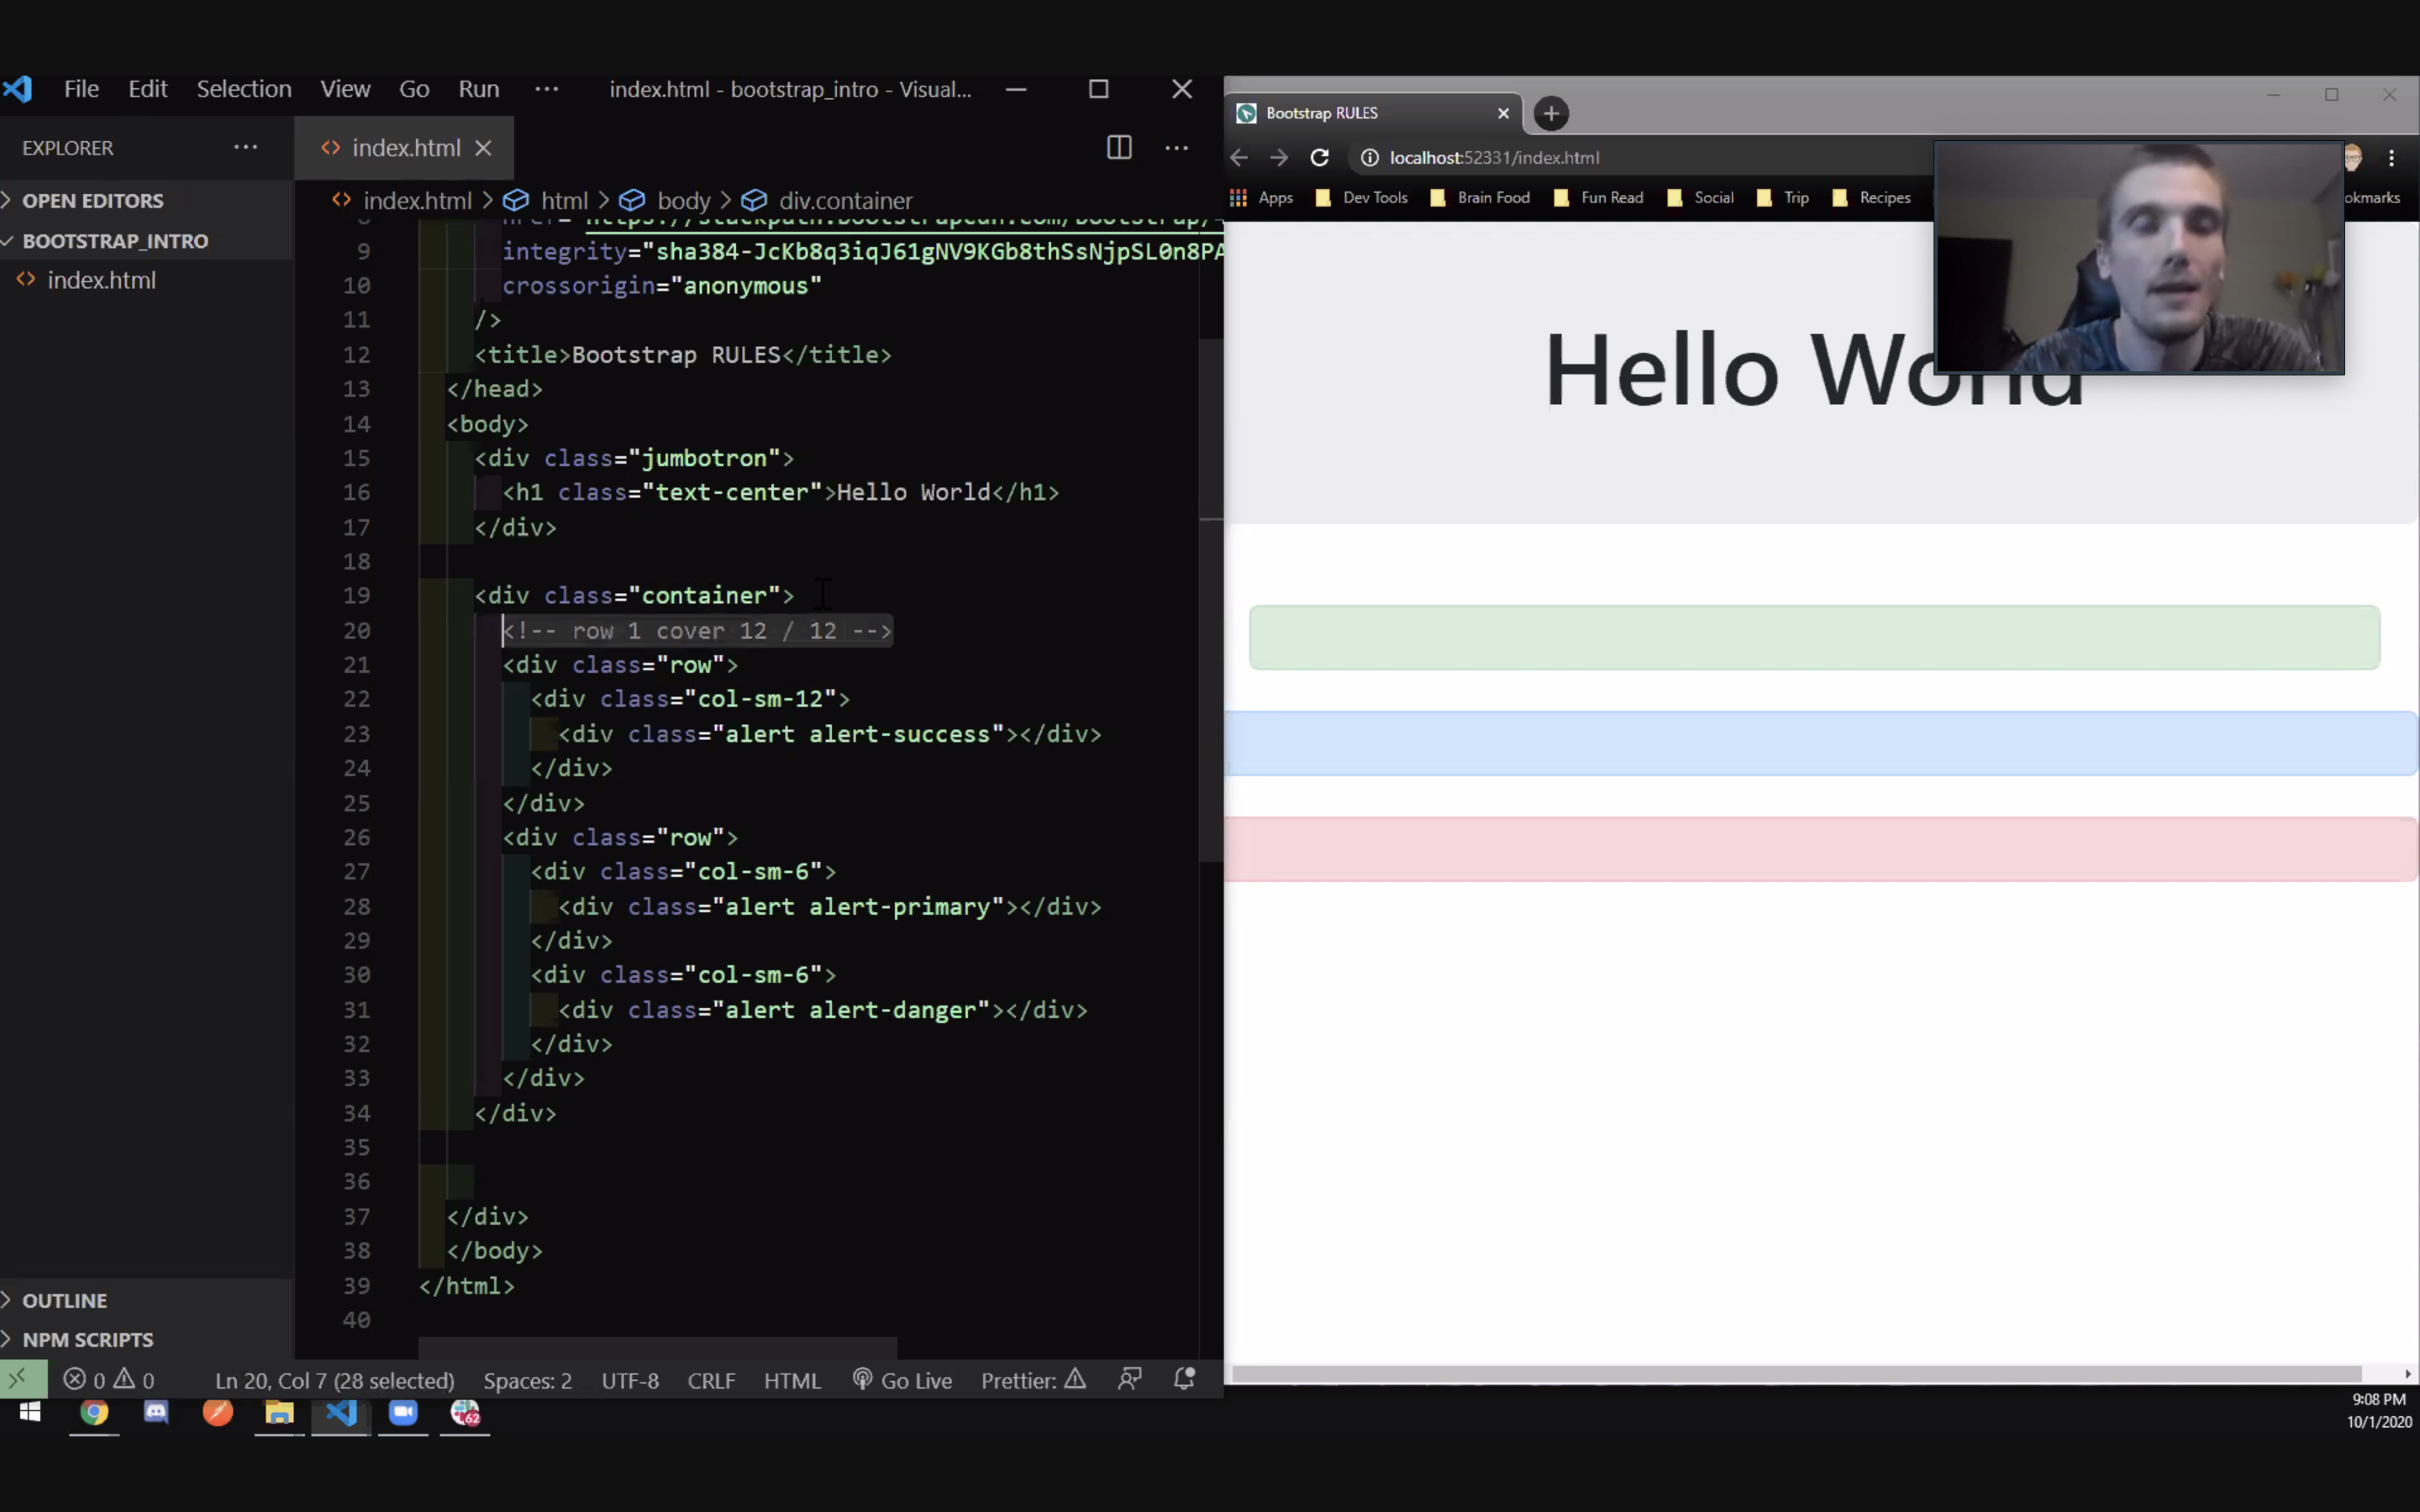 File Edit Selection View Go Run ··· index.html - bootstrap_intro - Visual...
EXPLORER ···
index.html
OPEN EDITORS
BOOTSTRAP_INTRO
index.html
index.html > html > body > div.container
9 integrity="sha384-JcKb8q3iqJ61gNV9KGb8thSsNjpSL0n8PA
10 crossorigin="anonymous"
11 />
12 <title>Bootstrap RULES</title>
13 </head>
14 <body>
15 <div class="jumbotron">
16 <h1 class="text-center">Hello World</h1>
17 </div>
18
19 <div class="container">
20 <!-- row 1 cover 12 / 12 -->
21 <div class="row">
22 <div class="col-sm-12">
23 <div class="alert alert-success"></div>
24 </div>
25 </div>
26 <div class="row">
27 <div class="col-sm-6">
28 <div class="alert alert-primary"></div>
29 </div>
30 <div class="col-sm-6">
31 <div class="alert alert-danger"></div>
32 </div>
33 </div>
34 </div>
35
36
37 </div>
38 </body>
39 </html>
40
OUTLINE
NPM SCRIPTS
0 0 Ln 20, Col 7 (28 selected) Spaces: 2 UTF-8 CRLF HTML Go Live Prettier:
Bootstrap RULES
localhost:52331/index.html
Apps Dev Tools Brain Food Fun Read Social Trip Recipes okmarks
Hello World
62
9:08 PM
10/1/2020